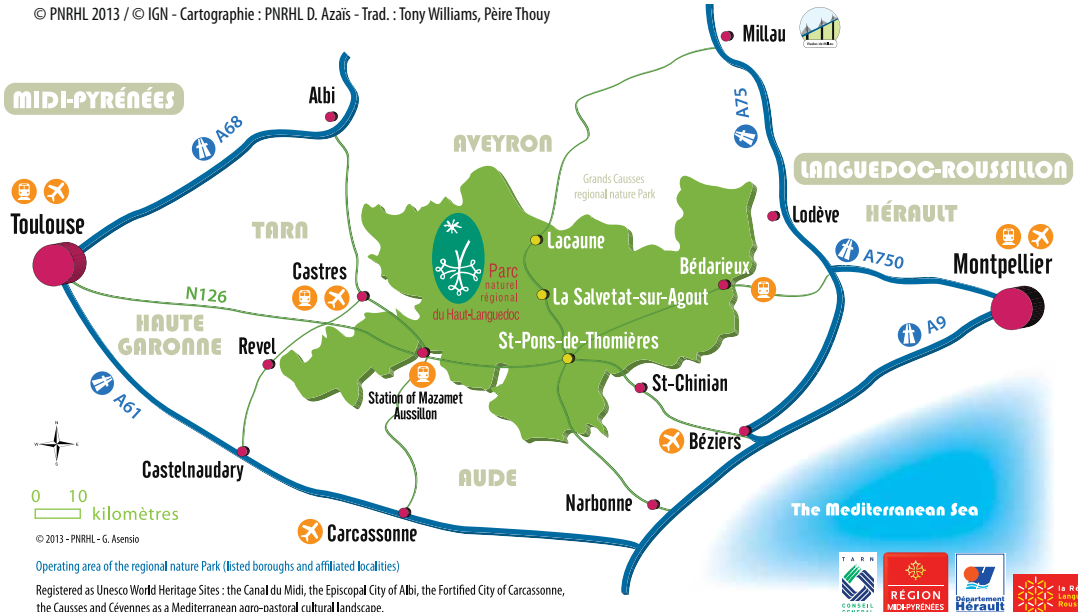 © PNRHL 2013 / © IGN - Cartographie : PNRHL D. Azaïs - Trad. : Tony Williams, Pèire Thouy
Millau
MIDI-PYRÉNÉES
Albi
A68
A75
AVEYRON
LANGUEDOC-ROUSSILLON
Grands Causses
regional nature Park
Toulouse
TARN
Lodève
HÉRAULT
Lacaune
A750
Montpellier
Castres
Parc
naturel
régional
du Haut-Languedoc
Bédarieux
La Salvetat-sur-Agout
N126
HAUTE
GARONNE
Revel
St-Pons-de-Thomières
A9
A61
Station of Mazamet
Aussillon
St-Chinian
N
W
E
S
Béziers
Castelnaudary
AUDE
0 10
kilomètres
Narbonne
The Mediterranean Sea
Carcassonne
© 2013 - PNRHL - G. Asensio
Operating area of the regional nature Park (listed boroughs and affiliated localities)
Registered as Unesco World Heritage Sites : the Canal du Midi, the Episcopal City of Albi, the Fortified City of Carcassonne,
the Causses and Cévennes as a Mediterranean agro-pastoral cultural landscape.
TARN
CONSEIL
GENERAL
RÉGION
MIDI-PYRÉNÉES
Département
Hérault
la Ré
Langu
Rous